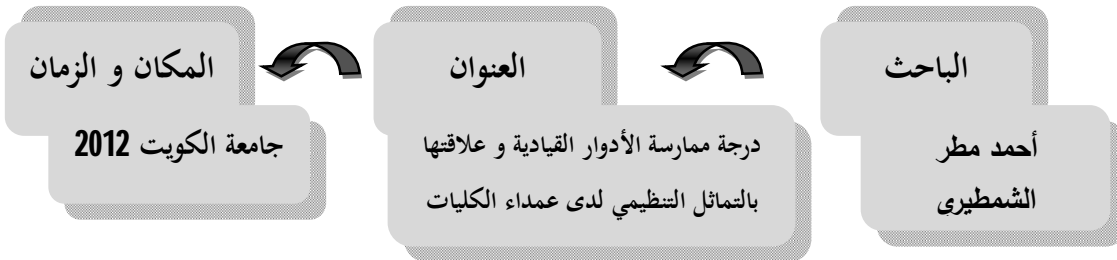 الباحث
أحمد مطر
الشمطيرى
العنوان
درجة ممارسة الأدوار القيادية و علاقتها
بالتماثل التنظيمي لدى عمداء الكليات
المكان و الزمان
جامعة الكويت 2012